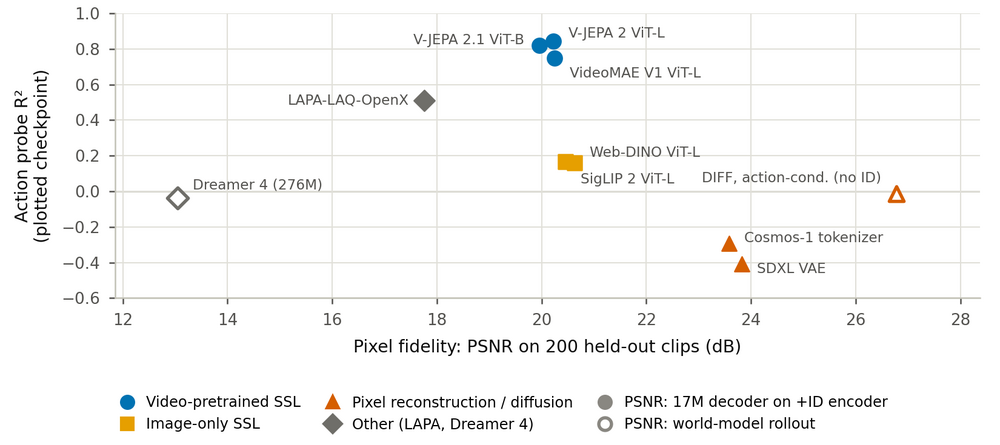 Action probe R²
(plotted checkpoint)
1.0
0.8
0.6
0.4
0.2
0.0
−0.2
−0.4
−0.6
V-JEPA 2.1 ViT-B
V-JEPA 2 ViT-L
VideoMAE V1 ViT-L
LAPA-LAQ-OpenX
Web-DINO ViT-L
SigLIP 2 ViT-L
DIFF, action-cond. (no ID)
Dreamer 4 (276M)
Cosmos-1 tokenizer
SDXL VAE
12 14 16 18 20 22 24 26 28
Pixel fidelity: PSNR on 200 held-out clips (dB)
Video-pretrained SSL
Image-only SSL
Pixel reconstruction / diffusion
Other (LAPA, Dreamer 4)
PSNR: 17M decoder on +ID encoder
PSNR: world-model rollout